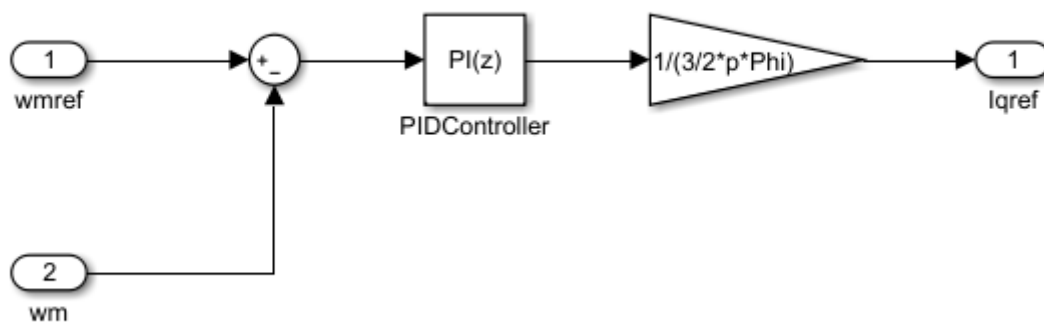 1
wmref
+
−
PI(z)
PIDController
1/(3/2*p*Phi)
1
Iqref
2
wm